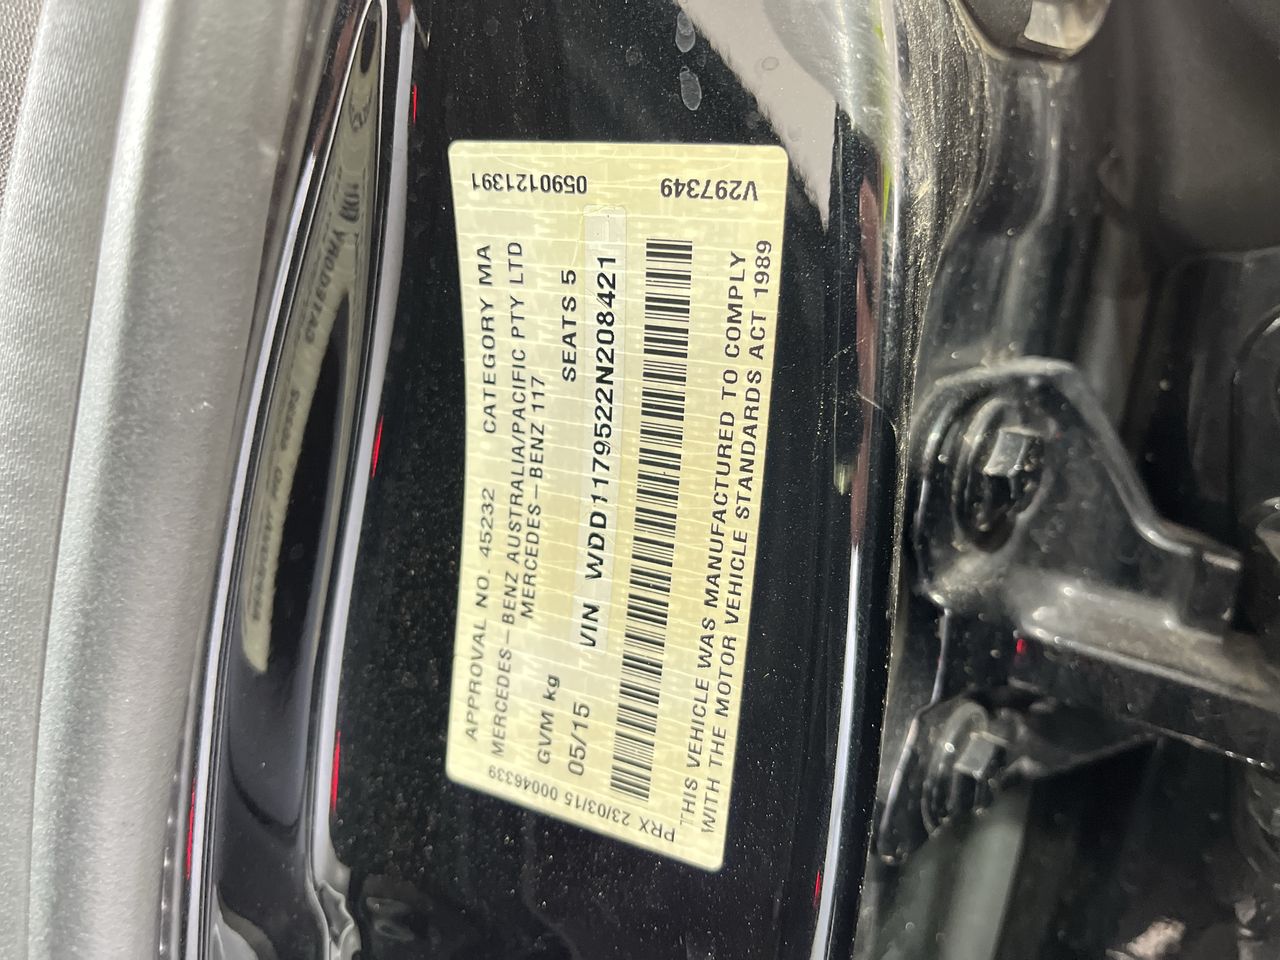 APPROVAL NO. 45232 CATEGORY MA
MERCEDES-BENZ AUSTRALIA/PACIFIC PTY LTD
MERCEDES-BENZ 117
GVM kg SEATS 5
05/15 VIN WDD1179522N208421
THIS VEHICLE WAS MANUFACTURED TO COMPLY
WITH THE MOTOR VEHICLE STANDARDS ACT 1989
PRX 23/03/15 00046339
0590121391
V297349